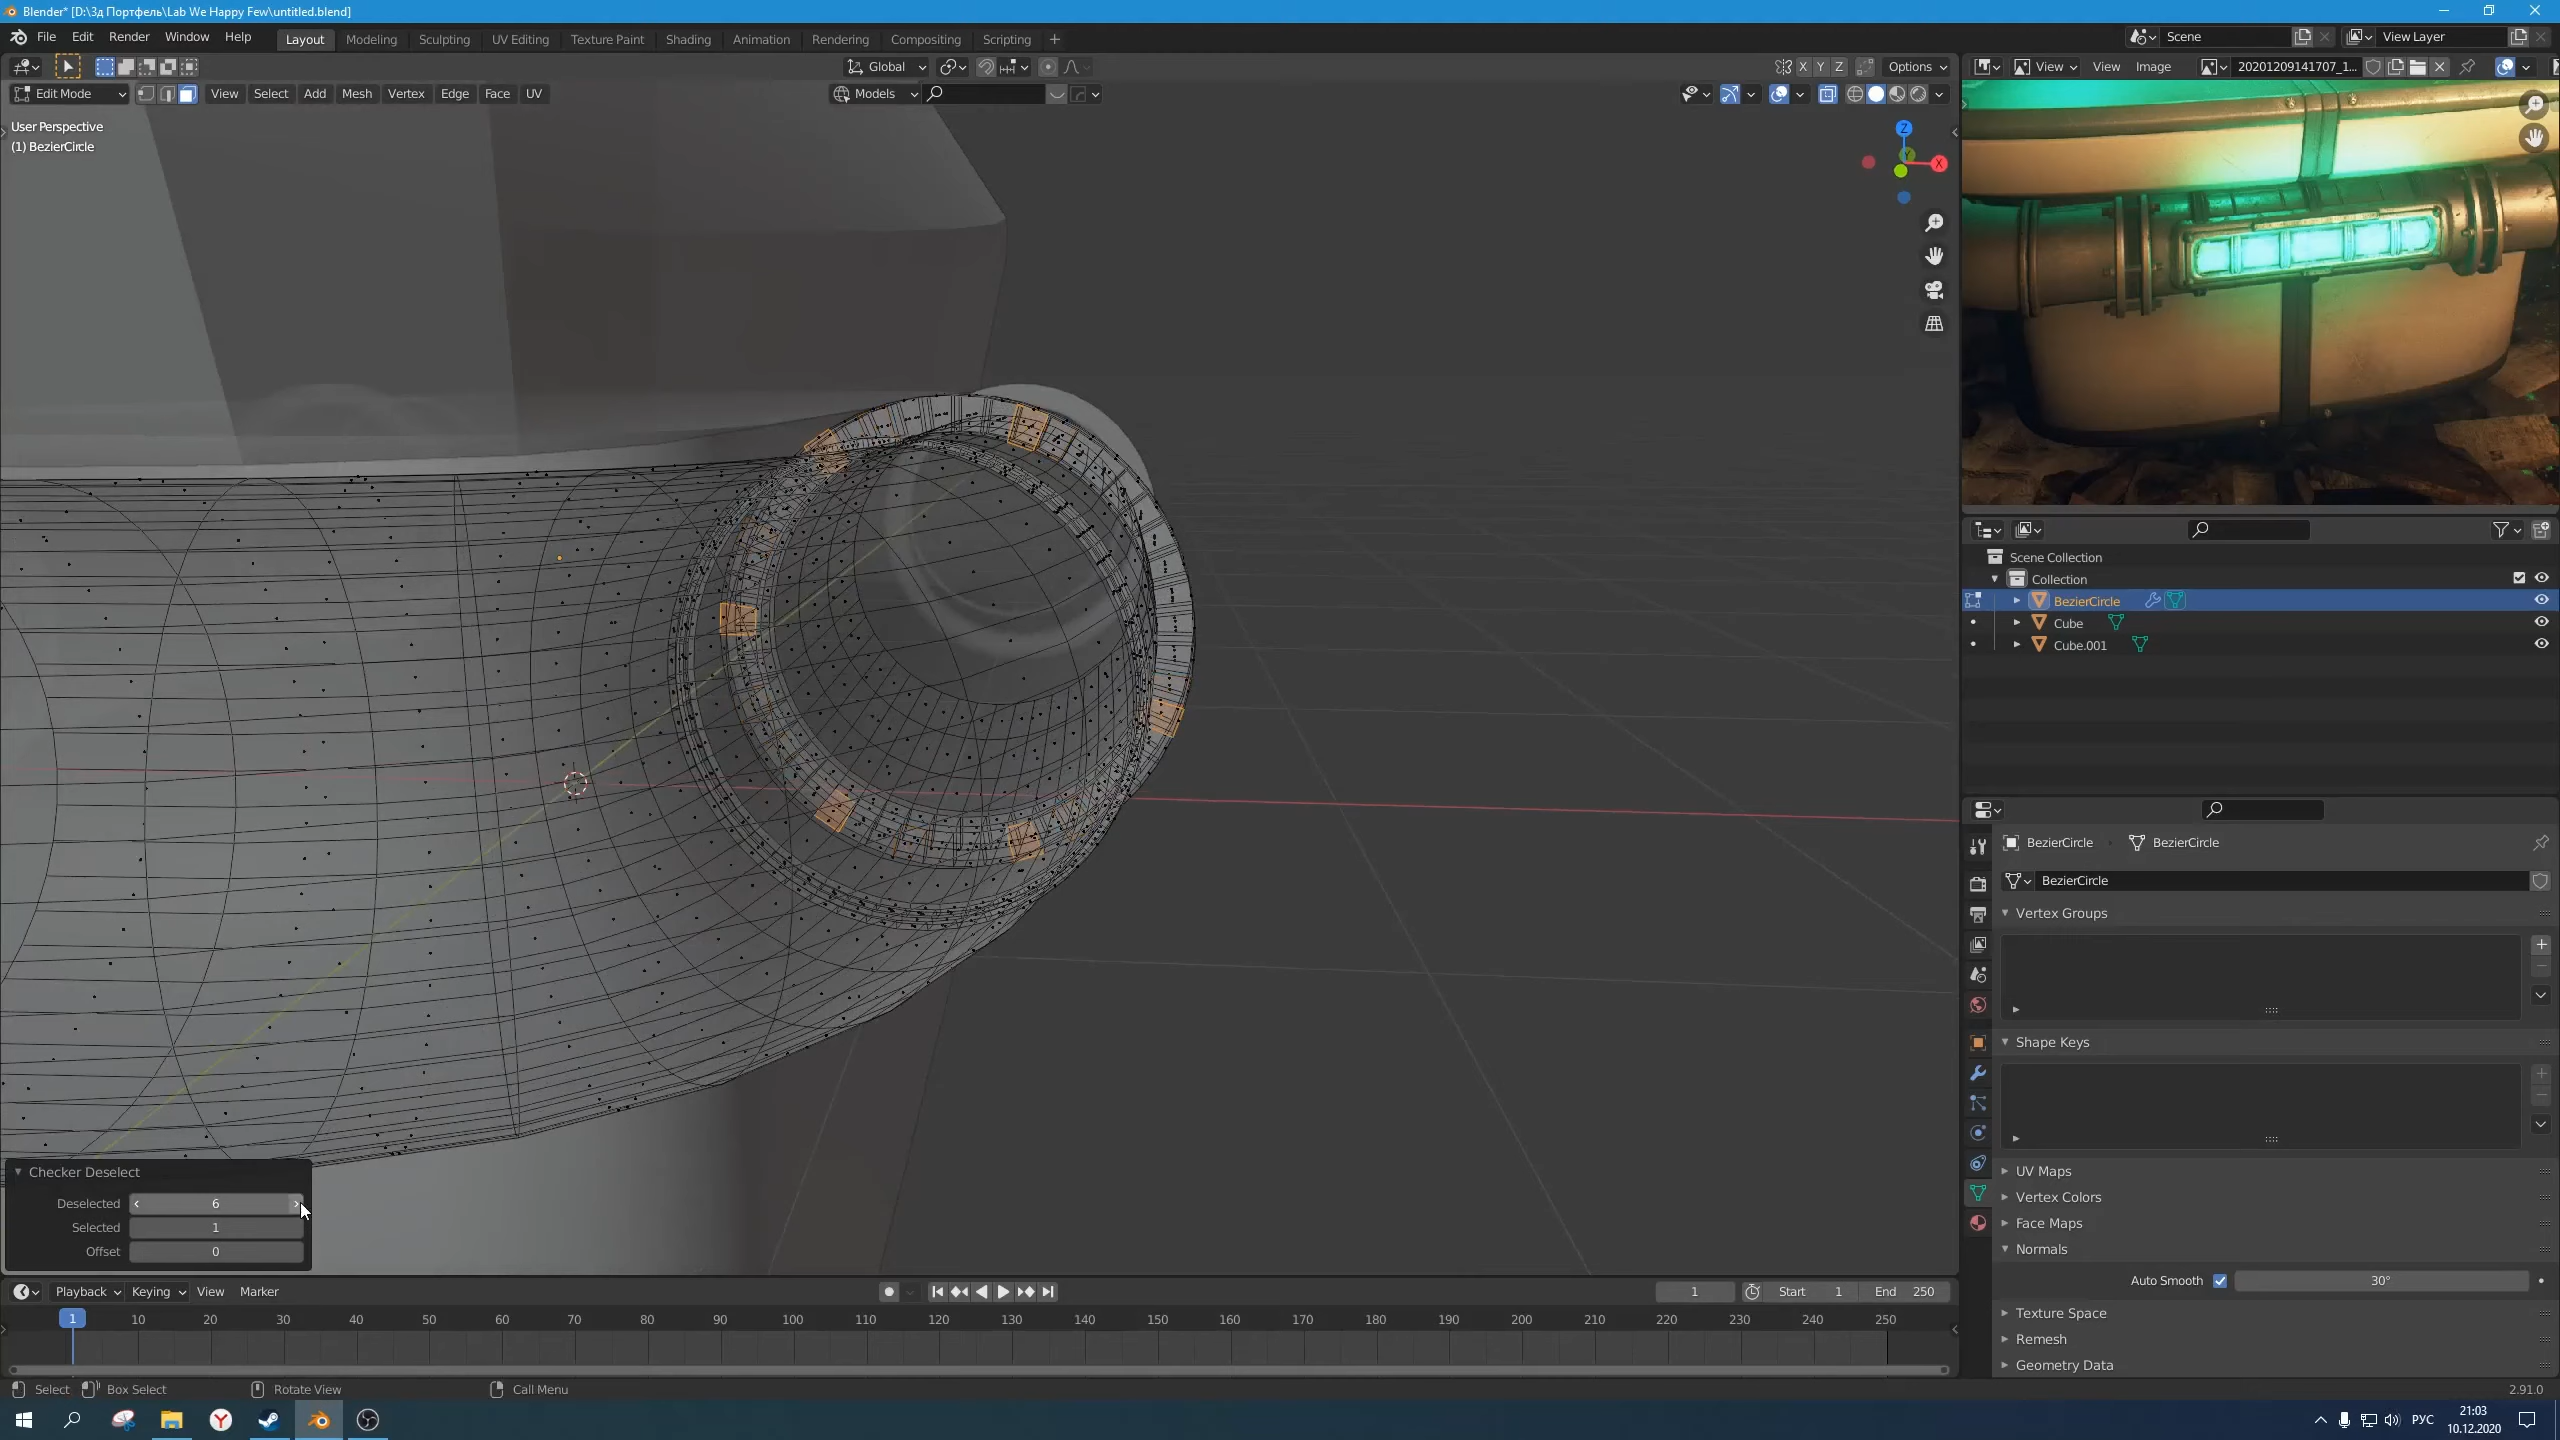 Blender* [D:\3д Портфель\Lab We Happy Few\untitled.blend]
File Edit Render Window Help Layout Modeling Sculpting UV Editing Texture Paint Shading Animation Rendering Compositing Scripting + Scene View Layer
Global X Y Z Options View View Image 20201209141707_1...
Edit Mode View Select Add Mesh Vertex Edge Face UV Models
User Perspective
(1) BezierCircle
Z
Y
X
Scene Collection
Collection
BezierCircle
Cube
Cube.001
BezierCircle BezierCircle
BezierCircle
Vertex Groups
Shape Keys
UV Maps
Vertex Colors
Face Maps
Normals
Auto Smooth 30°
Texture Space
Remesh
Geometry Data
Checker Deselect
Deselected 6
Selected 1
Offset 0
Playback Keying View Marker 1 Start 1 End 250
1 10 20 30 40 50 60 70 80 90 100 110 120 130 140 150 160 170 180 190 200 210 220 230 240 250
Select Box Select Rotate View Call Menu 2.91.0
РУС 21:03
10.12.2020